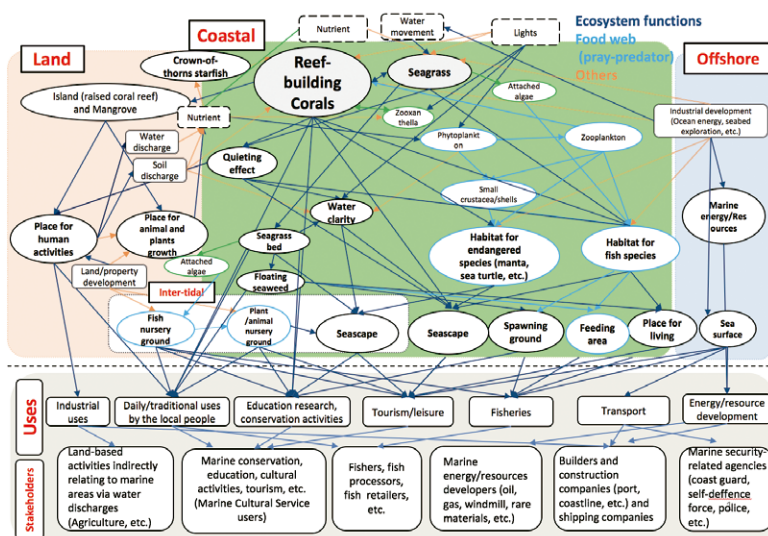 Nutrient
Water
movement
Lights
Ecosystem functions
Food web
(pray-predator)
Others
Land
Coastal
Offshore
Crown-of-
thorns starfish
Reef-
building
Corals
Seagrass
Attached
algae
Island (raised coral reef)
and Mangrove
Nutrient
Zooxan
thella
Phytoplankt
on
Zooplankton
Industrial development
(Ocean energy, seabed
exploration, etc.)
Water
discharge
Soil
discharge
Quieting
effect
Small
crustacea/shells
Marine
energy/Res
ources
Place for
human
activities
Place for
animal and
plants
growth
Water
clarity
Seagrass
bed
Habitat for
endangered
species (manta,
sea turtle, etc.)
Habitat for
fish species
Attached
algae
Land/property
development
Floating
seaweed
Inter-tidal
Fish
nursery
ground
Plant
/animal
nursery
ground
Seascape
Seascape
Spawning
ground
Feeding
area
Place for
living
Sea
surface
Uses
Industrial
uses
Daily/traditional uses
by the local people
Education research,
conservation activities
Tourism/leisure
Fisheries
Transport
Energy/resource
development
Stakeholders
Land-based
activities indirectly
relating to marine
areas via water
discharges
(Agriculture, etc.)
Marine conservation,
education, cultural
activities, tourism, etc.
(Marine Cultural Service
users)
Fishers, fish
processors,
fish retailers,
etc.
Marine
energy/resources
developers (oil,
gas, windmill, rare
materials, etc.)
Builders and
construction
companies (port,
coastline, etc.) and
shipping companies
Marine security-
related agencies
(coast guard,
self-deffence
force, police,
etc.)